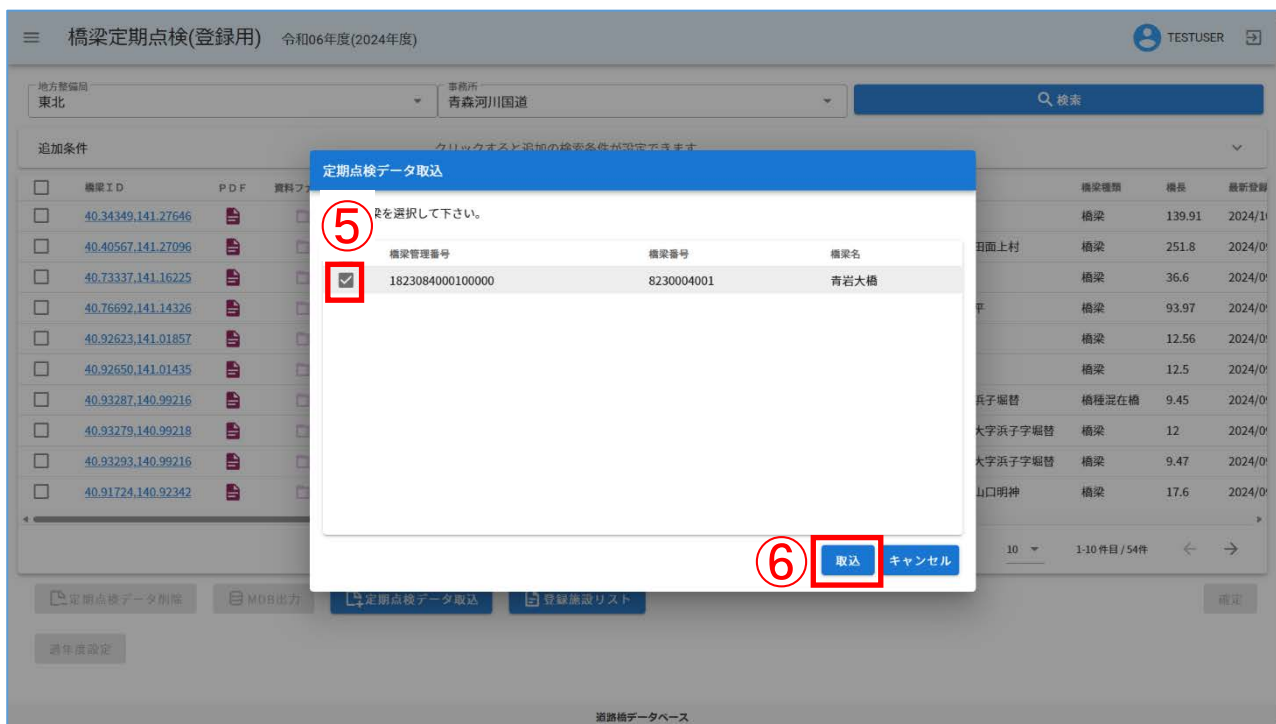 橋梁定期点検(登録用) 令和06年度(2024年度) TESTUSER
地方整備局 事務所
東北 青森河川国道 検索
追加条件 クリックすると追加の検索条件が設定できます
定期点検データ取込
橋梁ID PDF 橋梁種類 橋長
⑤ 梁を選択して下さい。
40.34349,141.27646 橋梁 139.91
橋梁管理番号 橋梁番号 橋梁名
40.40567,141.27096 田面上村 橋梁 251.8
1823084000100000 8230004001 青岩大橋
40.73337,141.16225 橋梁 36.6
40.76692,141.14326 平 橋梁 93.97
40.92623,141.01857 橋梁 12.56
40.92650,141.01435 橋梁 12.5
40.93287,140.99216 浜子堀替 橋種混在橋 9.45
40.93279,140.99218 大字浜子字堀替 橋梁 12
40.93293,140.99216 大字浜子字堀替 橋梁 9.47
40.91724,140.92342 山口明神 橋梁 17.6
10 1-10 件目 / 54件
⑥ 取込 キャンセル
定期点検データ削除 MDB出力 定期点検データ取込 登録施設リスト 確定
過年度設定
道路橋データベース